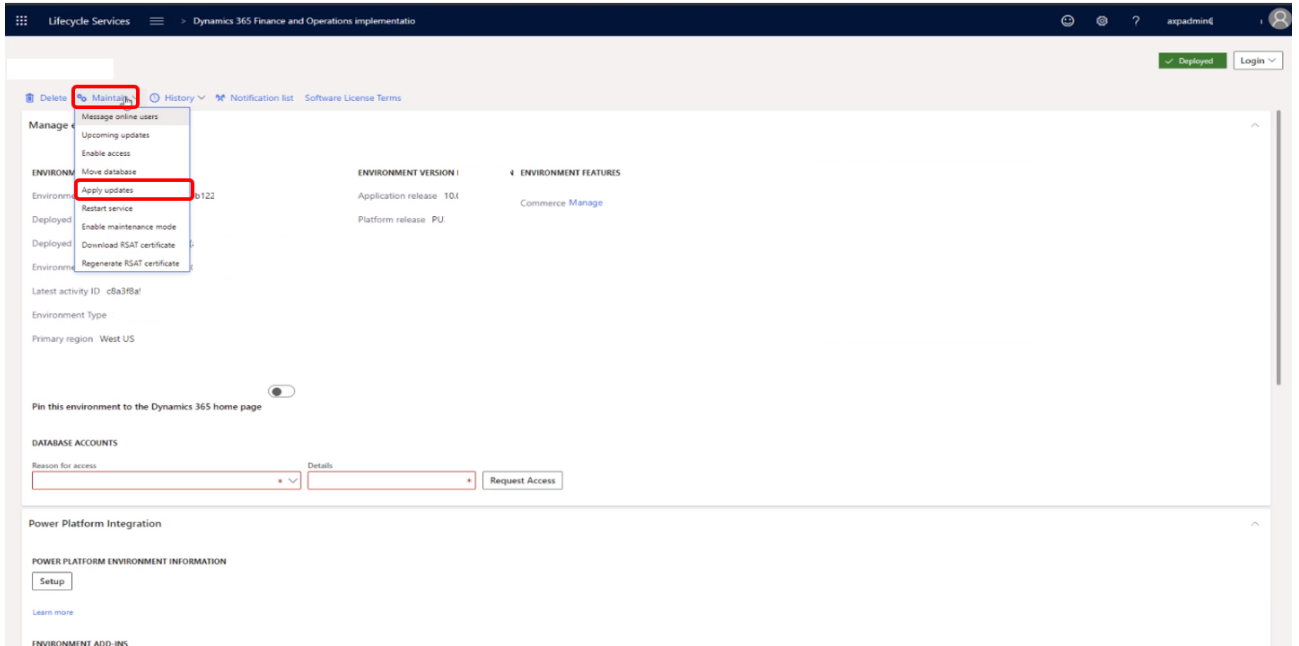 Lifecycle Services > Dynamics 365 Finance and Operations implementatio ? axpadmin
Deployed Login
Delete Maintain History Notification list Software License Terms
Message online users
Manage
Upcoming updates
Enable access
Move database
ENVIRONM ENVIRONMENT VERSION ENVIRONMENT FEATURES
Apply updates
Environme b122 Application release 10.
Commerce Manage
Restart service
Deployed Platform release PU
Enable maintenance mode
Deployed Download RSAT certificate
Environme Regenerate RSAT certificate
Latest activity ID c8a3f8a
Environment Type
Primary region West US
Pin this environment to the Dynamics 365 home page
DATABASE ACCOUNTS
Reason for access Details
* * Request Access
Power Platform Integration
POWER PLATFORM ENVIRONMENT INFORMATION
Setup
Learn more
ENVIRONMENT ADD-INS